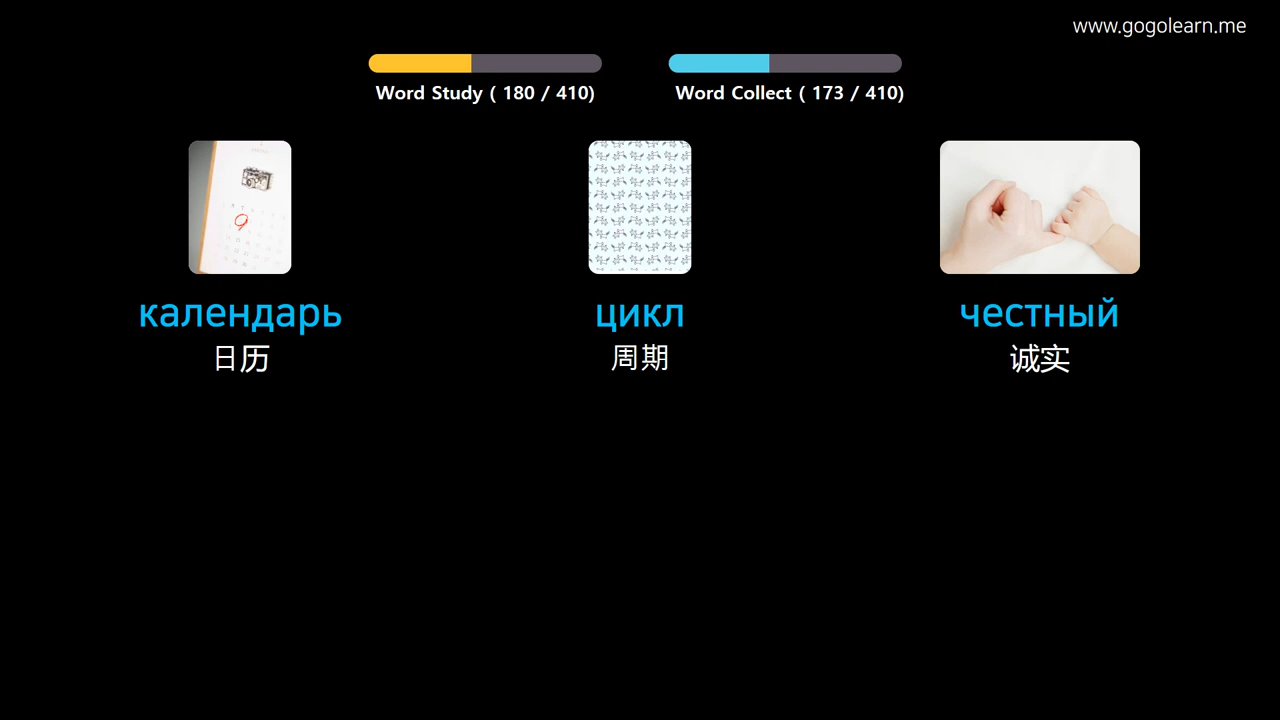 www.gogolearn.me
Word Study ( 180 / 410)
Word Collect ( 173 / 410)
календарь
цикл
честный
日历
周期
诚实